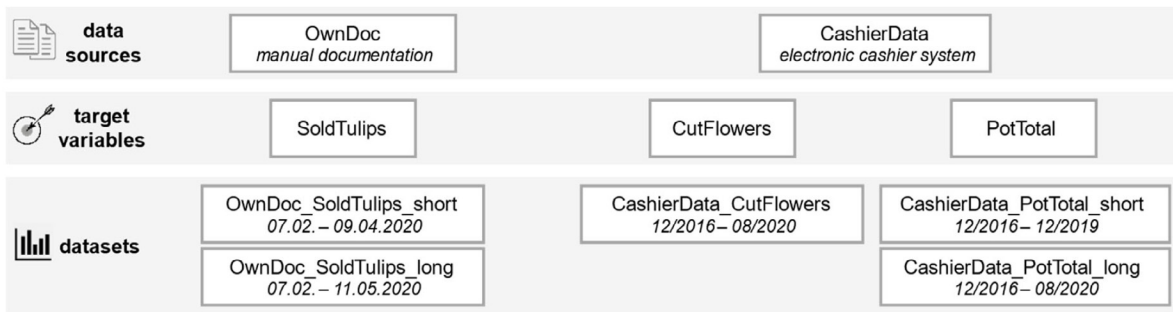 data sources
OwnDoc
manual documentation
CashierData
electronic cashier system
target variables
SoldTulips
CutFlowers
PotTotal
datasets
OwnDoc_SoldTulips_short
07.02. – 09.04.2020
OwnDoc_SoldTulips_long
07.02. – 11.05.2020
CashierData_CutFlowers
12/2016 – 08/2020
CashierData_PotTotal_short
12/2016 – 12/2019
CashierData_PotTotal_long
12/2016 – 08/2020